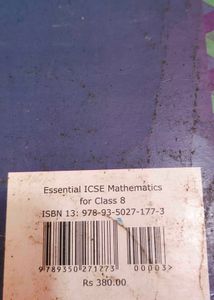 Essential ICSE Mathematics
for Class 8
ISBN 13: 978-93-5027-177-3
9 789350 271773 00003>
Rs 380.00